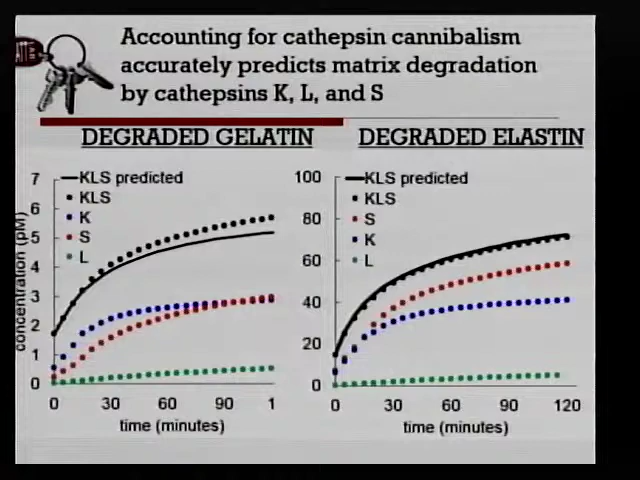 Accounting for cathepsin cannibalism
accurately predicts matrix degradation
by cathepsins K, L, and S
DEGRADED GELATIN
DEGRADED ELASTIN
7
6
5
4
3
2
1
0
concentration (pM)
KLS predicted
KLS
K
S
L
0 30 60 90 1
time (minutes)
100
80
60
40
20
0
KLS predicted
KLS
S
K
L
0 30 60 90 120
time (minutes)